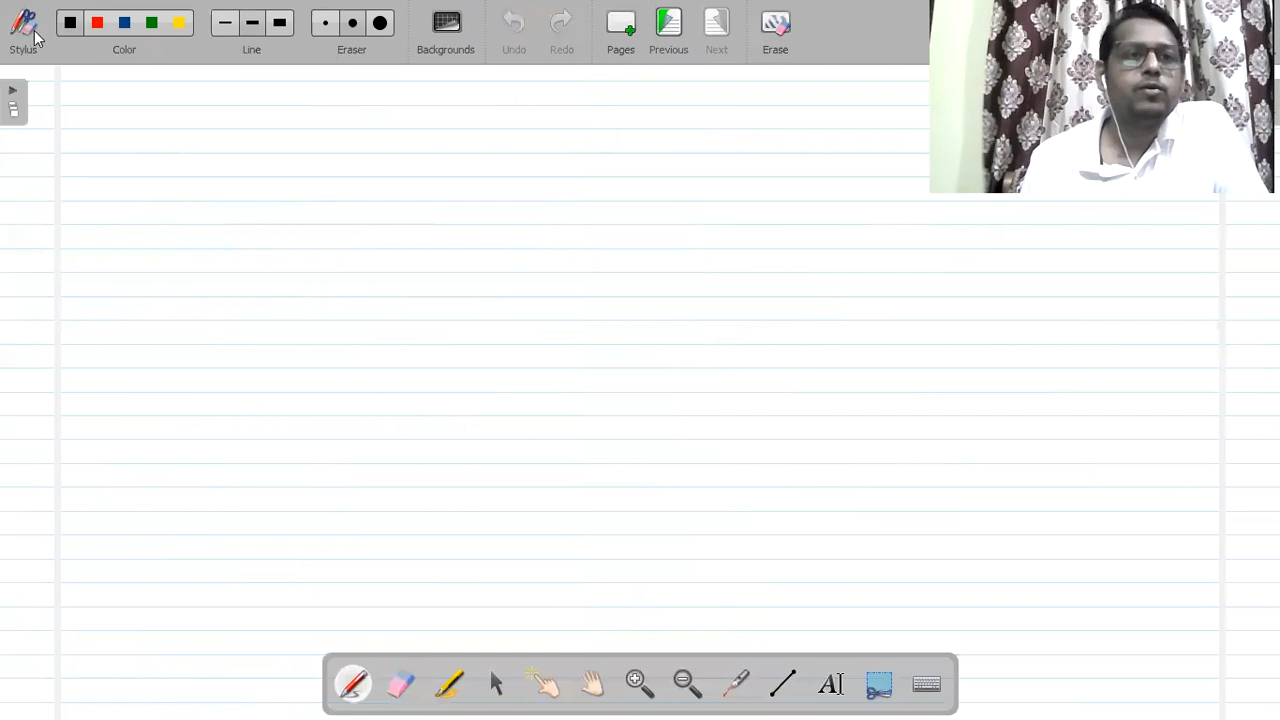 Stylus
Color
Line
Eraser
Backgrounds
Undo
Redo
Pages
Previous
Next
Erase